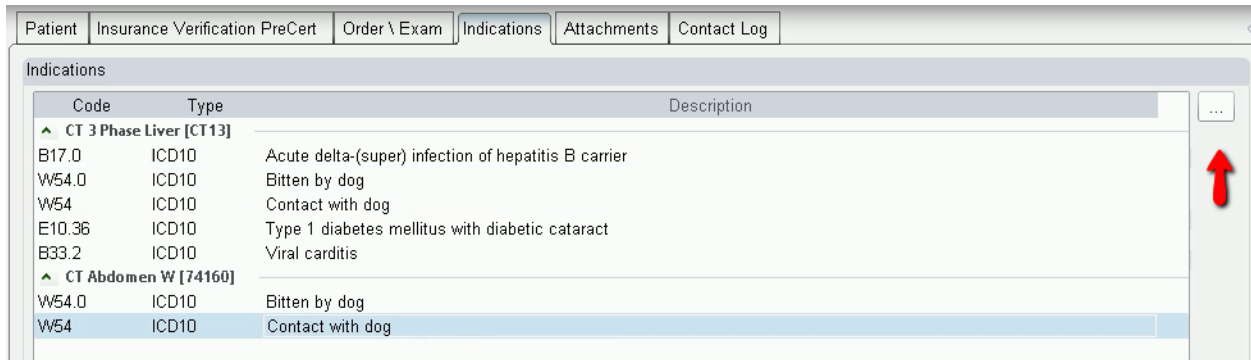 Patient Insurance Verification PreCert Order \ Exam Indications Attachments Contact Log
Indications
Code Type Description
CT 3 Phase Liver [CT13]
B17.0 ICD10 Acute delta-(super) infection of hepatitis B carrier
W54.0 ICD10 Bitten by dog
W54 ICD10 Contact with dog
E10.36 ICD10 Type 1 diabetes mellitus with diabetic cataract
B33.2 ICD10 Viral carditis
CT Abdomen W [74160]
W54.0 ICD10 Bitten by dog
W54 ICD10 Contact with dog